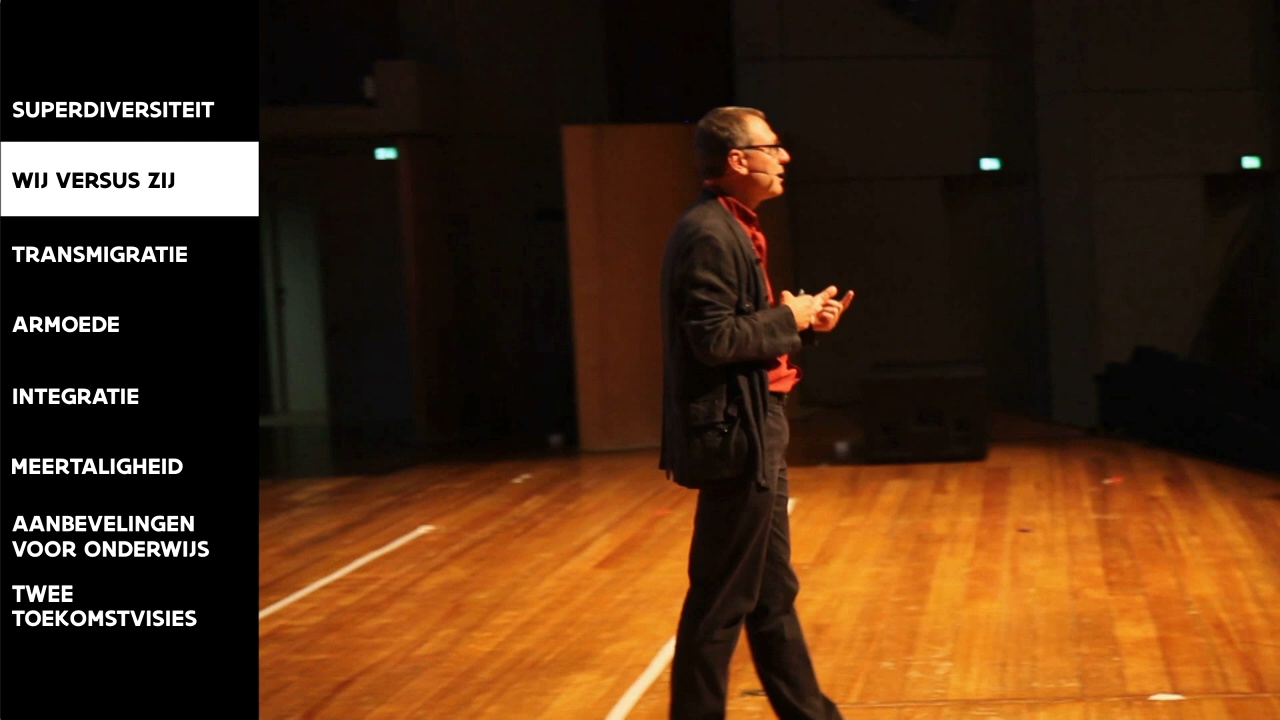 SUPERDIVERSITEIT
WIJ VERSUS ZIJ
TRANSMIGRATIE
ARMOEDE
INTEGRATIE
MEERTALIGHEID
AANBEVELINGEN
VOOR ONDERWIJS
TWEE
TOEKOMSTVISIES